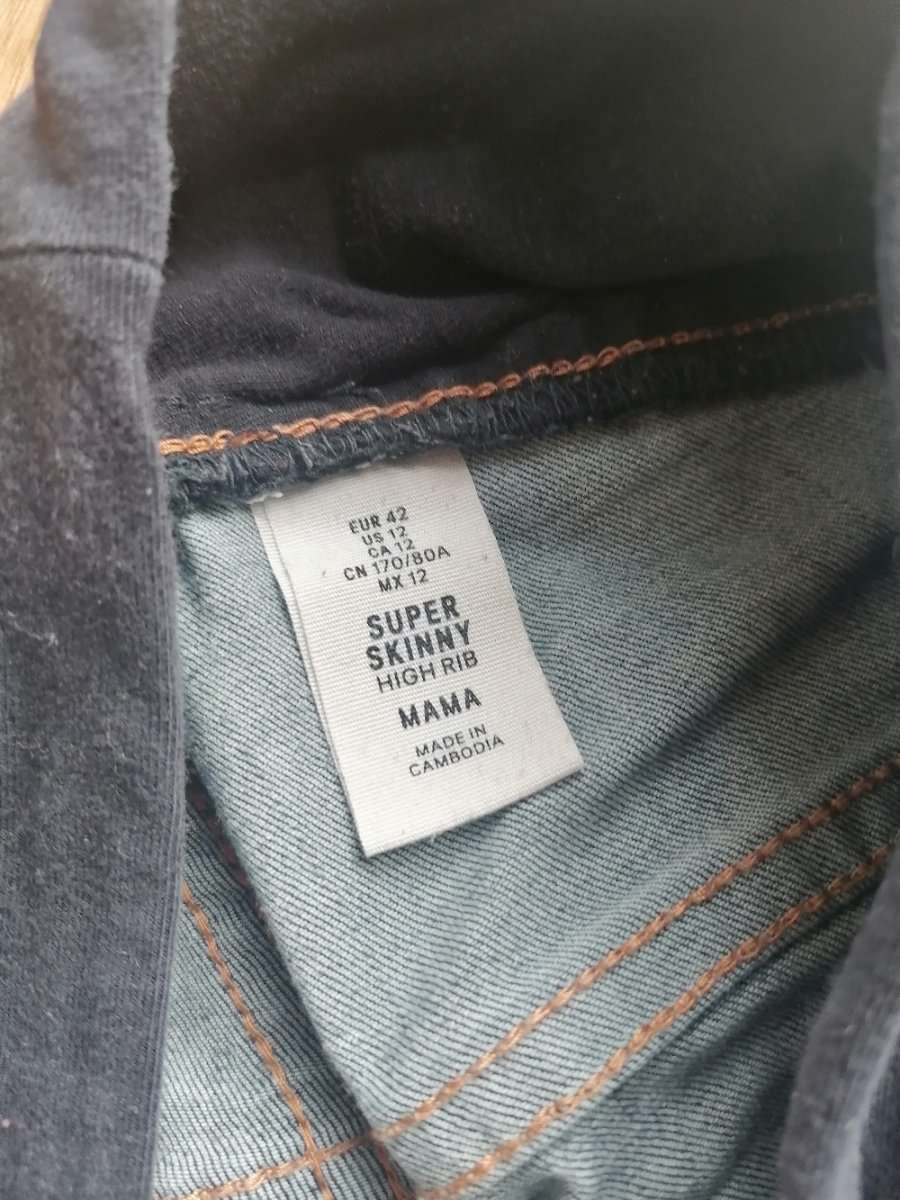 EUR 42
US 12
CA 12
CN 170/80A
MX 12
SUPER
SKINNY
HIGH RIB
MAMA
MADE IN
CAMBODIA